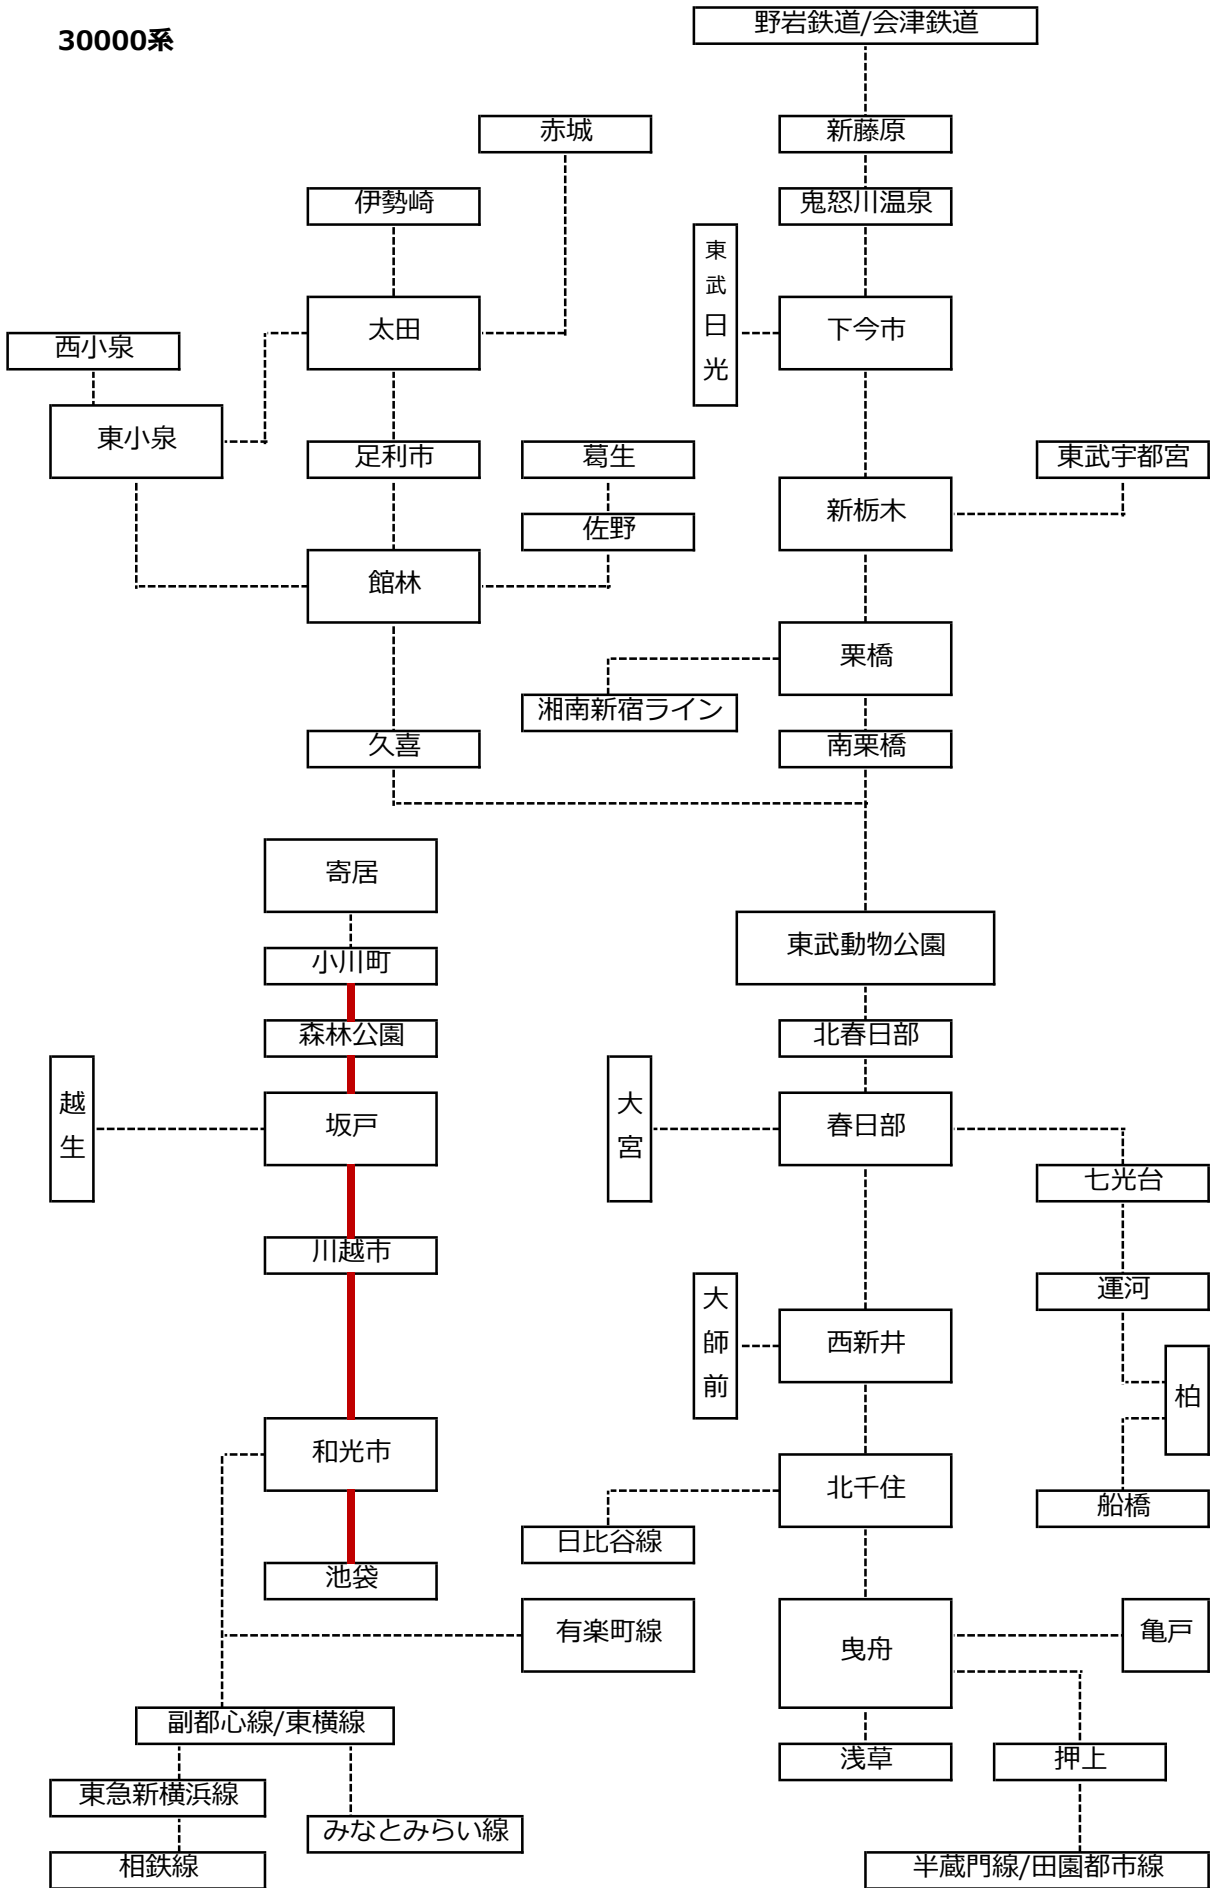 30000系
野岩鉄道/会津鉄道
赤城
新藤原
伊勢崎
鬼怒川温泉
東武日光
太田
下今市
西小泉
東小泉
足利市
葛生
東武宇都宮
新栃木
佐野
館林
栗橋
湘南新宿ライン
久喜
南栗橋
寄居
東武動物公園
小川町
森林公園
北春日部
越生
坂戸
大宮
春日部
七光台
川越市
運河
大師前
西新井
柏
和光市
北千住
船橋
日比谷線
池袋
有楽町線
曳舟
亀戸
副都心線/東横線
浅草
押上
東急新横浜線
みなとみらい線
相鉄線
半蔵門線/田園都市線